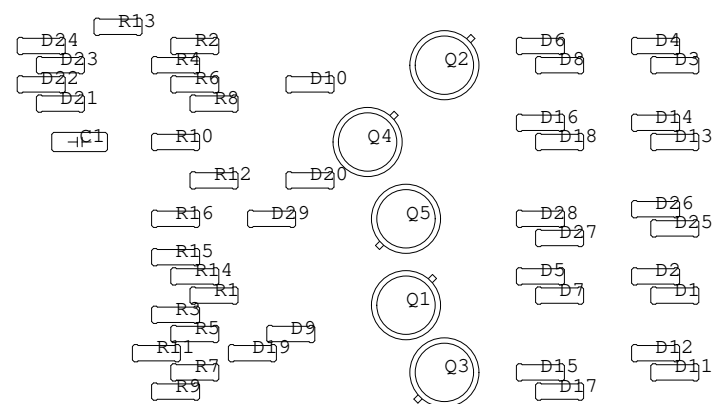 R13
D24 R2 Q2 D6 D4
D23 R4 D8 D3
D22 R6 D10
D21 R8
D16 D14
C1 R10 Q4 D18 D13
R12 D20
D26
R16 D29 Q5 D28 D25
D27
R15
R14 D5 D2
R1 Q1 D7 D1
R3
R5 D9
R11 D19 D12
R7 Q3 D15 D11
R9 D17